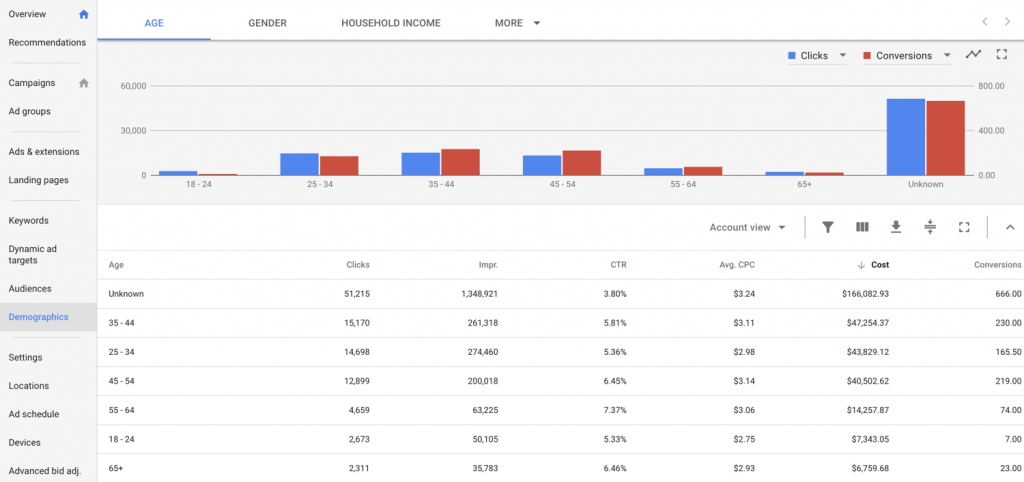 Overview
Recommendations
Campaigns
Ad groups
Ads & extensions
Landing pages
Keywords
Dynamic ad
targets
Audiences
Demographics
Settings
Locations
Ad schedule
Devices
Advanced bid adj.
AGE GENDER HOUSEHOLD INCOME MORE
Clicks Conversions
60,000 800.00
30,000 400.00
0 0.00
18 - 24 25 - 34 35 - 44 45 - 54 55 - 64 65+ Unknown
Account view
Age Clicks Impr. CTR Avg. CPC Cost Conversions
Unknown 51,215 1,348,921 3.80% $3.24 $166,082.93 666.00
35 - 44 15,170 261,318 5.81% $3.11 $47,254.37 230.00
25 - 34 14,698 274,460 5.36% $2.98 $43,829.12 165.50
45 - 54 12,899 200,018 6.45% $3.14 $40,502.62 219.00
55 - 64 4,659 63,225 7.37% $3.06 $14,257.87 74.00
18 - 24 2,673 50,105 5.33% $2.75 $7,343.05 7.00
65+ 2,311 35,783 6.46% $2.93 $6,759.68 23.00